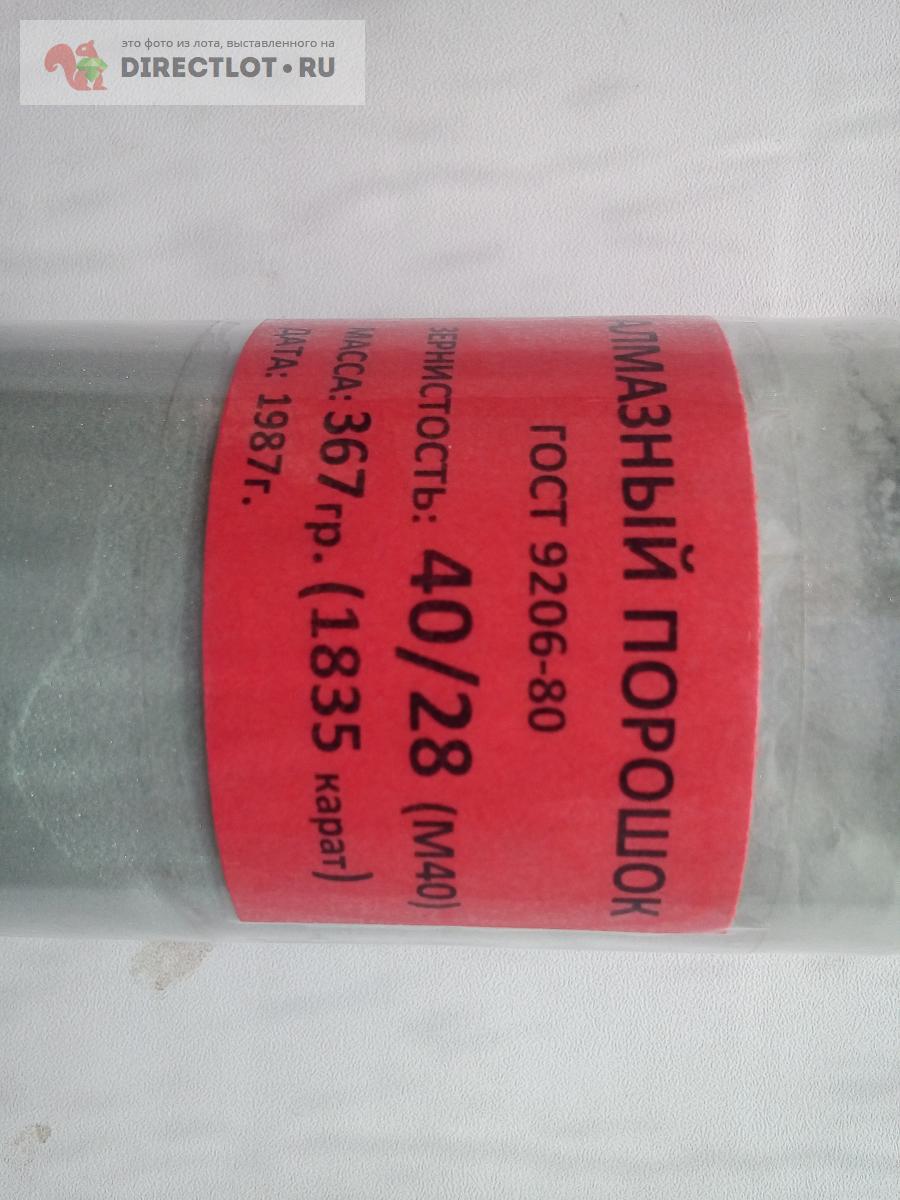 это фото из лота, выставленного на
DIRECTLOT•RU
АЛМАЗНЫЙ ПОРОШОК
ГОСТ 9206-80
ЗЕРНИСТОСТЬ: 40/28 (М40)
МАССА: 367 гр. (1835 карат)
ДАТА: 1987г.